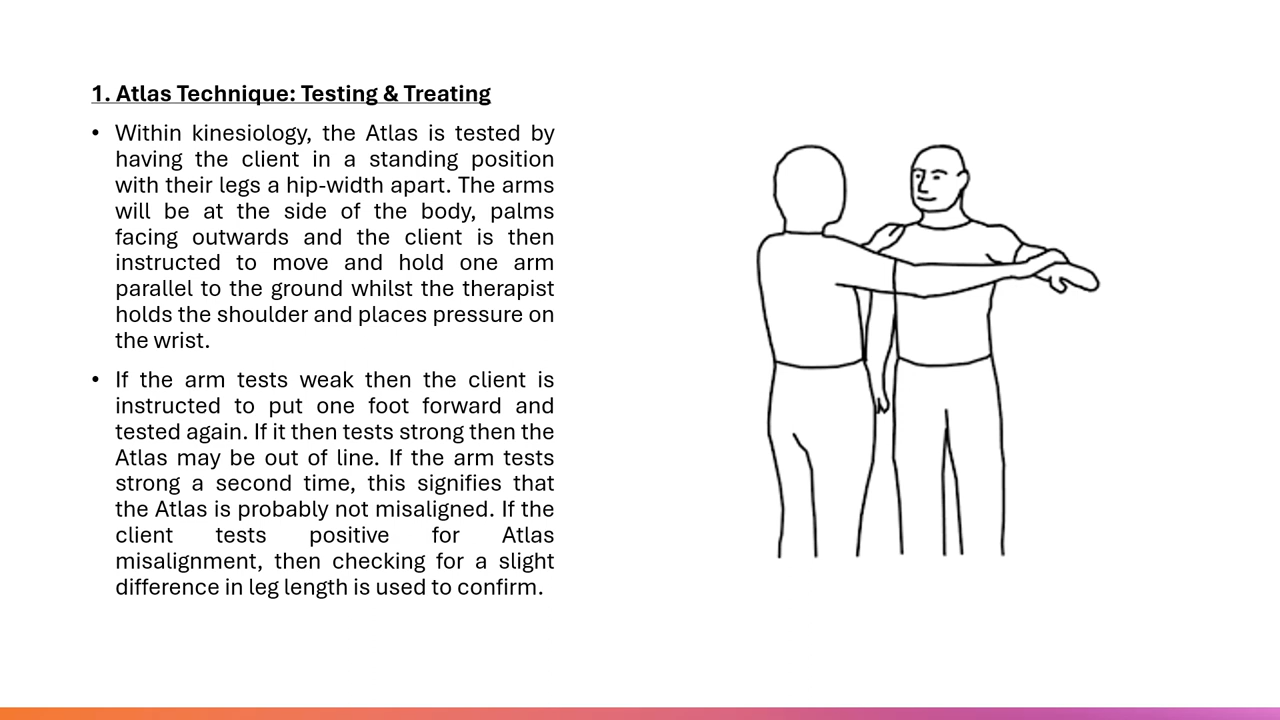 1. Atlas Technique: Testing & Treating
• Within kinesiology, the Atlas is tested by
having the client in a standing position
with their legs a hip-width apart. The arms
will be at the side of the body, palms
facing outwards and the client is then
instructed to move and hold one arm
parallel to the ground whilst the therapist
holds the shoulder and places pressure on
the wrist.
• If the arm tests weak then the client is
instructed to put one foot forward and
tested again. If it then tests strong then the
Atlas may be out of line. If the arm tests
strong a second time, this signifies that
the Atlas is probably not misaligned. If the
client tests positive for Atlas
misalignment, then checking for a slight
difference in leg length is used to confirm.